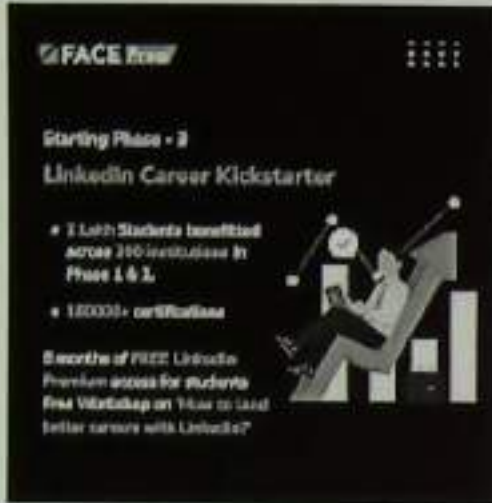 FACE Prep
Starting Phase - 3
LinkedIn Career Kickstarter
Lakh Students benefitted
across institutions in
Phase 1 & 2.
certifications
months of FREE LinkedIn
Premium access for students
Free Workshop on 'How to land
better careers with LinkedIn?'